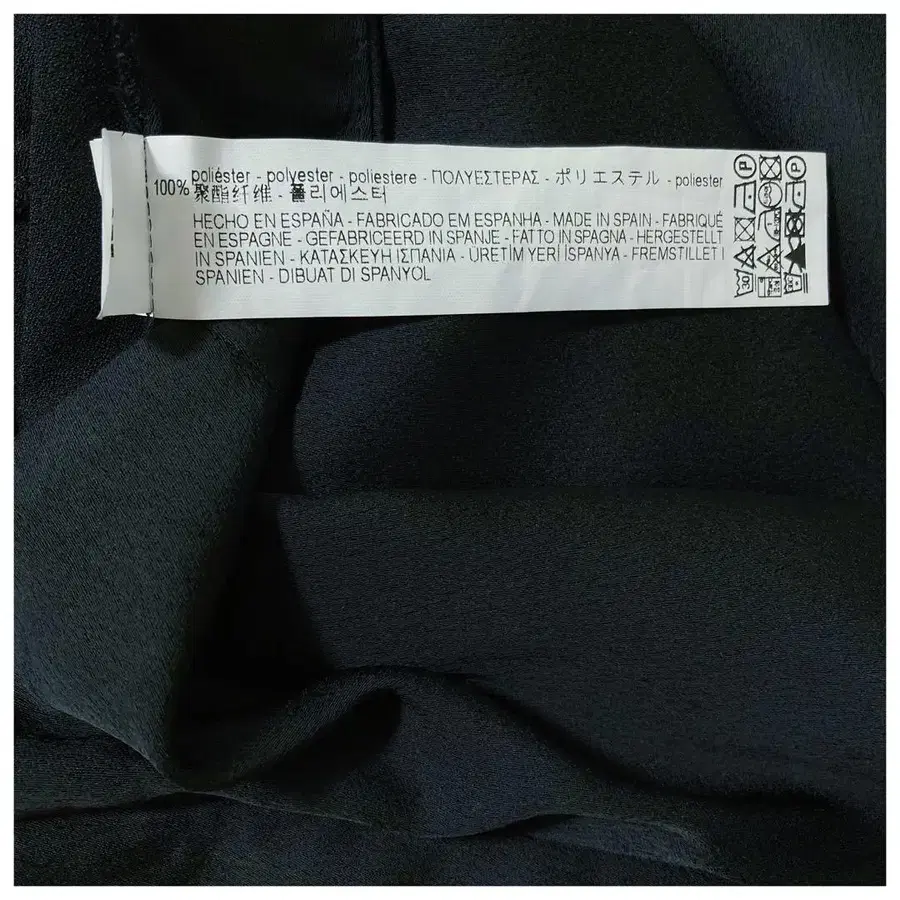 100% poliéster - polyester - poliestere - ΠΟΛΥΕΣΤΕΡΑΣ - ポリエステル - poliester
聚酯纤维 - 폴리에스터
HECHO EN ESPAÑA - FABRICADO EM ESPANHA - MADE IN SPAIN - FABRIQUÉ
EN ESPAGNE - GEFABRICEERD IN SPANJE - FATTO IN SPAGNA - HERGESTELLT
IN SPANIEN - ΚΑΤΑΣΚΕΥΗ ΙΣΠΑΝΙΑ - ÜRETİM YERİ İSPANYA - FREMSTILLET I
SPANIEN - DIBUAT DI SPANYOL
P
P
30